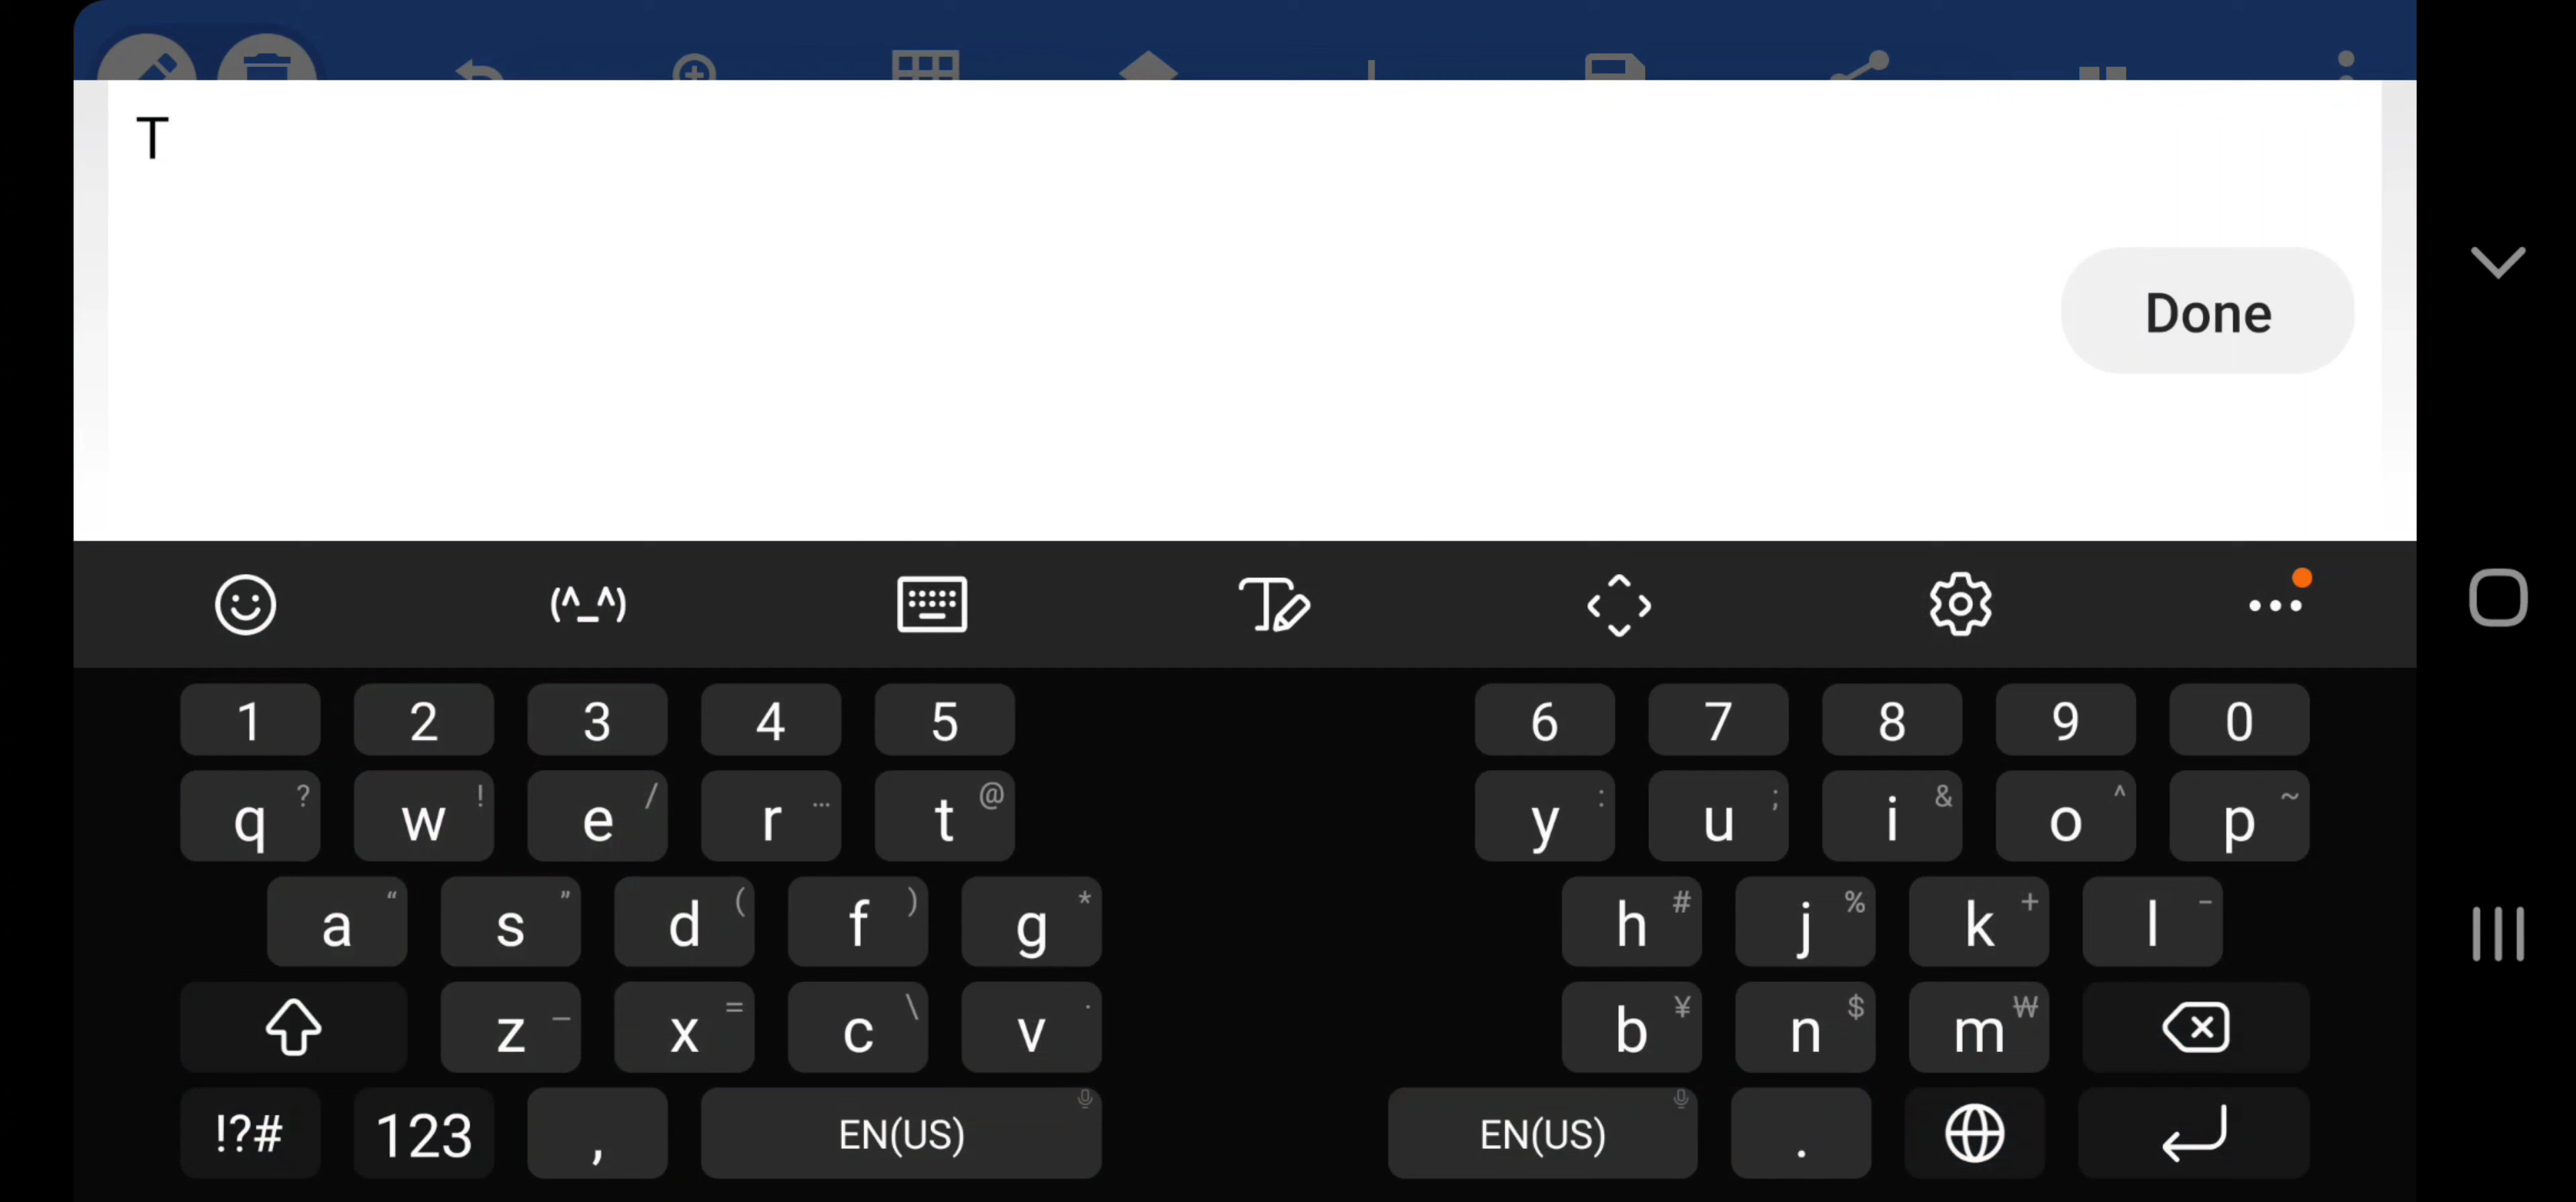 T
Done
(^_^)
1 2 3 4 5 6 7 8 9 0
q ? w ! e / r … t @ y : u ; i & o ^ p ~
a “ s ” d ( f ) g * h # j % k + l -
z _ x = c \ v · b ¥ n $ m ₩
!?# 123 , EN(US) EN(US) .